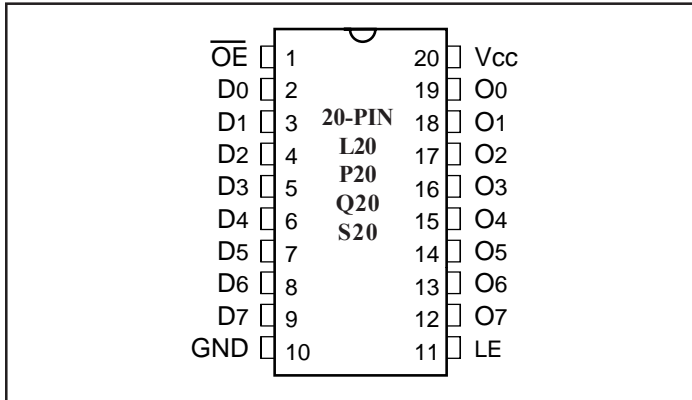 O̅E̅ 1 20 Vcc
D0 2 19 O0
D1 3 20-PIN 18 O1
D2 4 L20 17 O2
D3 5 P20 16 O3
D4 6 Q20 15 O4
D5 7 S20 14 O5
D6 8 13 O6
D7 9 12 O7
GND 10 11 LE